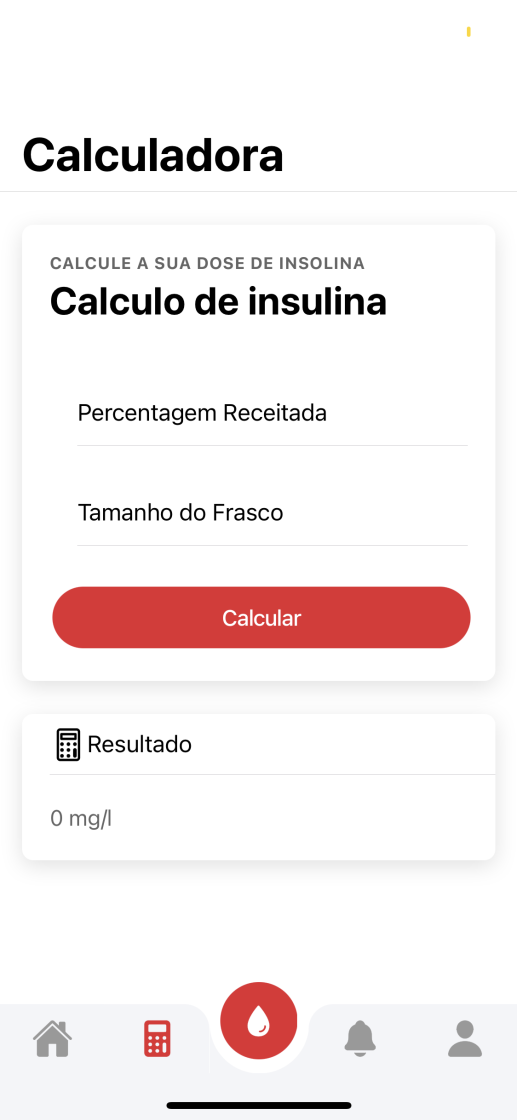 Calculadora
CALCULE A SUA DOSE DE INSOLINA
Calculo de insulina
Percentagem Receitada
Tamanho do Frasco
Calcular
Resultado
0 mg/l